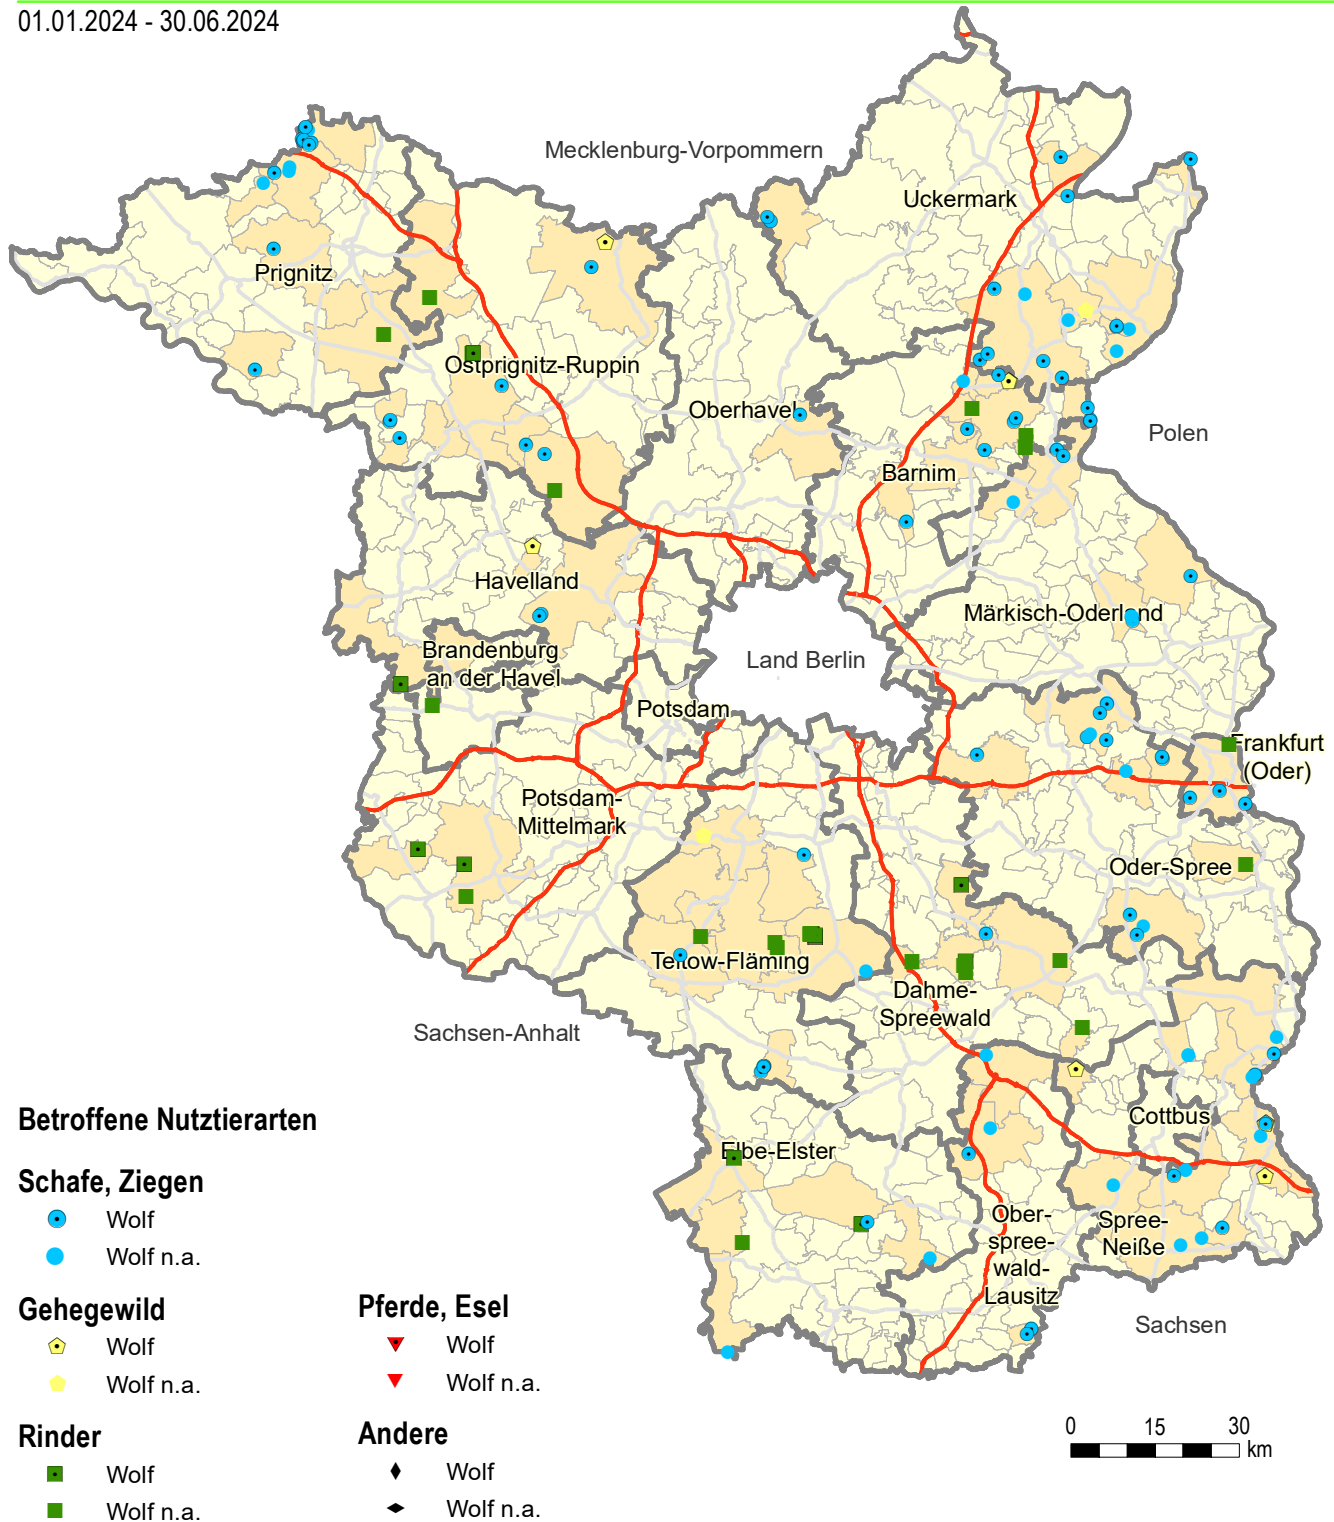 01.01.2024 - 30.06.2024
Mecklenburg-Vorpommern
Uckermark
Prignitz
Ostprignitz-Ruppin
Oberhavel
Polen
Barnim
Havelland
Märkisch-Oderland
Brandenburg
an der Havel
Land Berlin
Potsdam
Frankfurt
(Oder)
Potsdam-
Mittelmark
Oder-Spree
Teltow-Fläming
Dahme-
Spreewald
Sachsen-Anhalt
Cottbus
Elbe-Elster
Ober-
spree-
wald-
Lausitz
Spree-
Neiße
Sachsen
Betroffene Nutztierarten
Schafe, Ziegen
Wolf
Wolf n.a.
Gehegewild
Wolf
Wolf n.a.
Rinder
Wolf
Wolf n.a.
Pferde, Esel
Wolf
Wolf n.a.
Andere
Wolf
Wolf n.a.
0 15 30
km